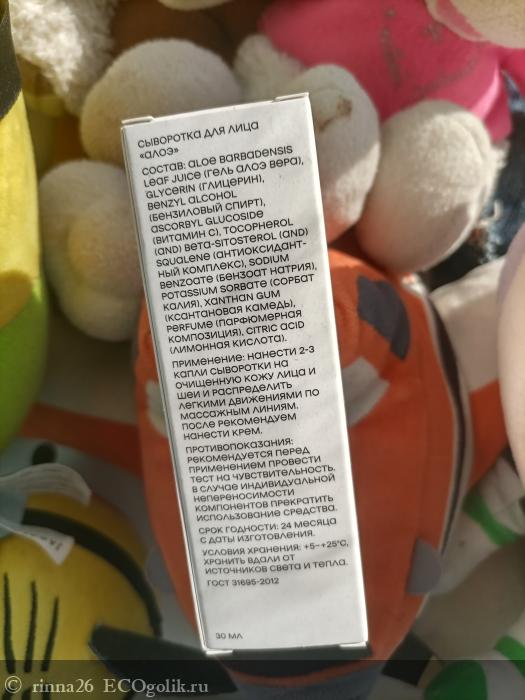 СЫВОРОТКА ДЛЯ ЛИЦА
«АЛОЭ»
СОСТАВ: ALOE BARBADENSIS
LEAF JUICE (ГЕЛЬ АЛОЭ ВЕРА),
GLYCERIN (ГЛИЦЕРИН),
BENZYL ALCOHOL
(БЕНЗИЛОВЫЙ СПИРТ),
ASCORBYL GLUCOSIDE
(ВИТАМИН С), TOCOPHEROL
(AND) BETA-SITOSTEROL (AND)
SQUALENE (АНТИОКСИДАНТ-
НЫЙ КОМПЛЕКС), SODIUM
BENZOATE (БЕНЗОАТ НАТРИЯ),
POTASSIUM SORBATE (СОРБАТ
КАЛИЯ), XANTHAN GUM
(КСАНТАНОВАЯ КАМЕДЬ),
PERFUME (ПАРФЮМЕРНАЯ
КОМПОЗИЦИЯ), CITRIC ACID
(ЛИМОННАЯ КИСЛОТА).
ПРИМЕНЕНИЕ: НАНЕСТИ 2-3
КАПЛИ СЫВОРОТКИ НА
ОЧИЩЕННУЮ КОЖУ ЛИЦА И
ШЕИ И РАСПРЕДЕЛИТЬ
ЛЕГКИМИ ДВИЖЕНИЯМИ ПО
МАССАЖНЫМ ЛИНИЯМ.
ПОСЛЕ РЕКОМЕНДУЕМ
НАНЕСТИ КРЕМ.
ПРОТИВОПОКАЗАНИЯ:
РЕКОМЕНДУЕТСЯ ПЕРЕД
ПРИМЕНЕНИЕМ ПРОВЕСТИ
ТЕСТ НА ЧУВСТВИТЕЛЬНОСТЬ.
В СЛУЧАЕ ИНДИВИДУАЛЬНОЙ
НЕПЕРЕНОСИМОСТИ
КОМПОНЕНТОВ ПРЕКРАТИТЬ
ИСПОЛЬЗОВАНИЕ СРЕДСТВА.
СРОК ГОДНОСТИ: 24 МЕСЯЦА
С ДАТЫ ИЗГОТОВЛЕНИЯ.
УСЛОВИЯ ХРАНЕНИЯ: +5-+25°С,
ХРАНИТЬ ВДАЛИ ОТ
ИСТОЧНИКОВ СВЕТА И ТЕПЛА.
ГОСТ 31695-2012
30 МЛ
rinna26 ECOgolik.ru